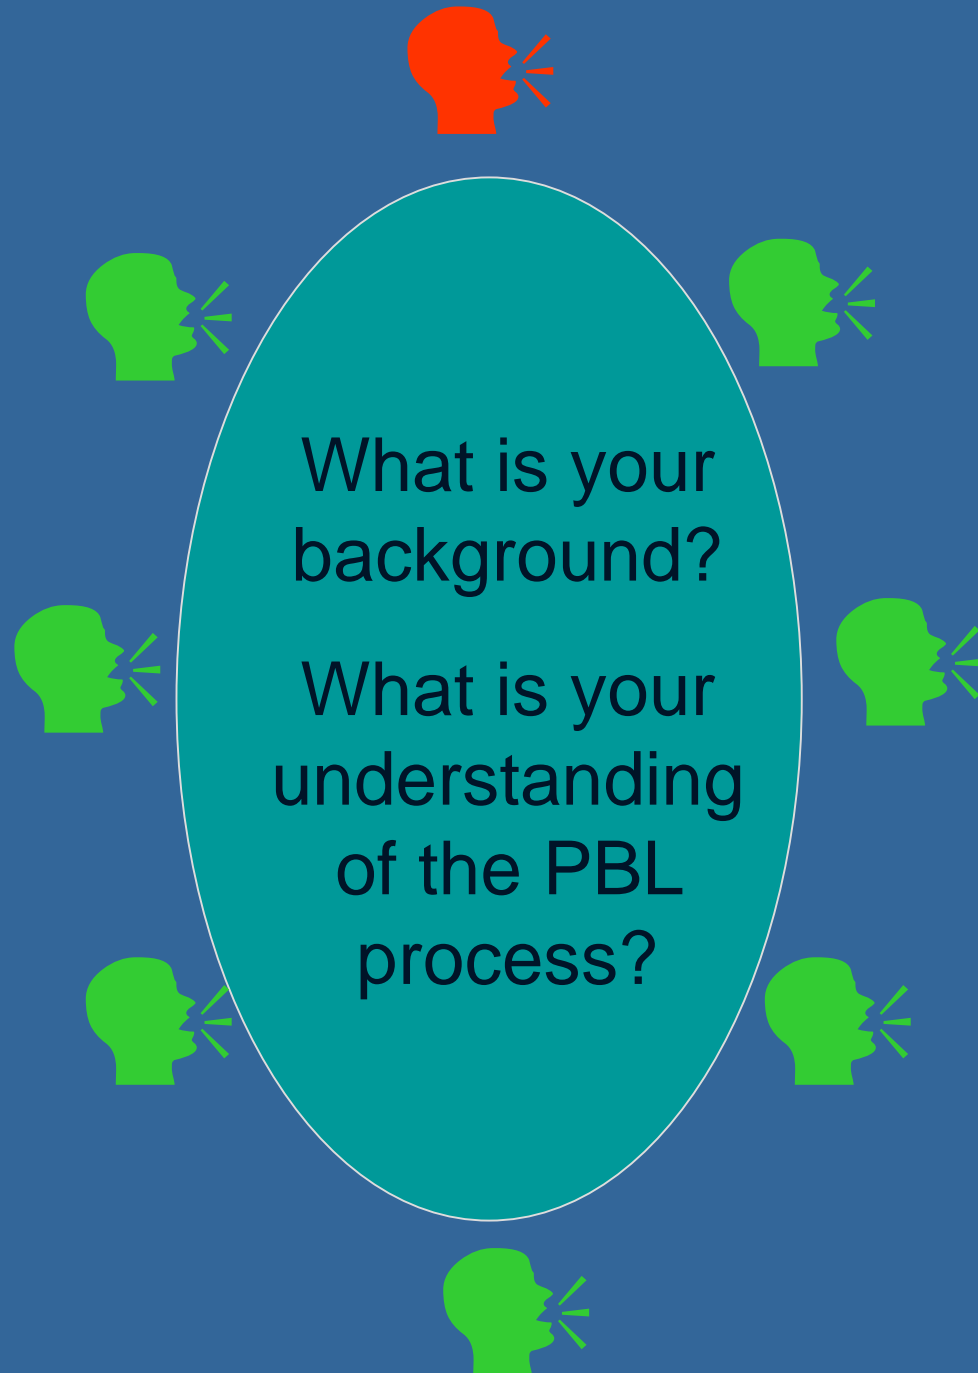 What is your
background?
What is your
understanding
of the PBL
process?